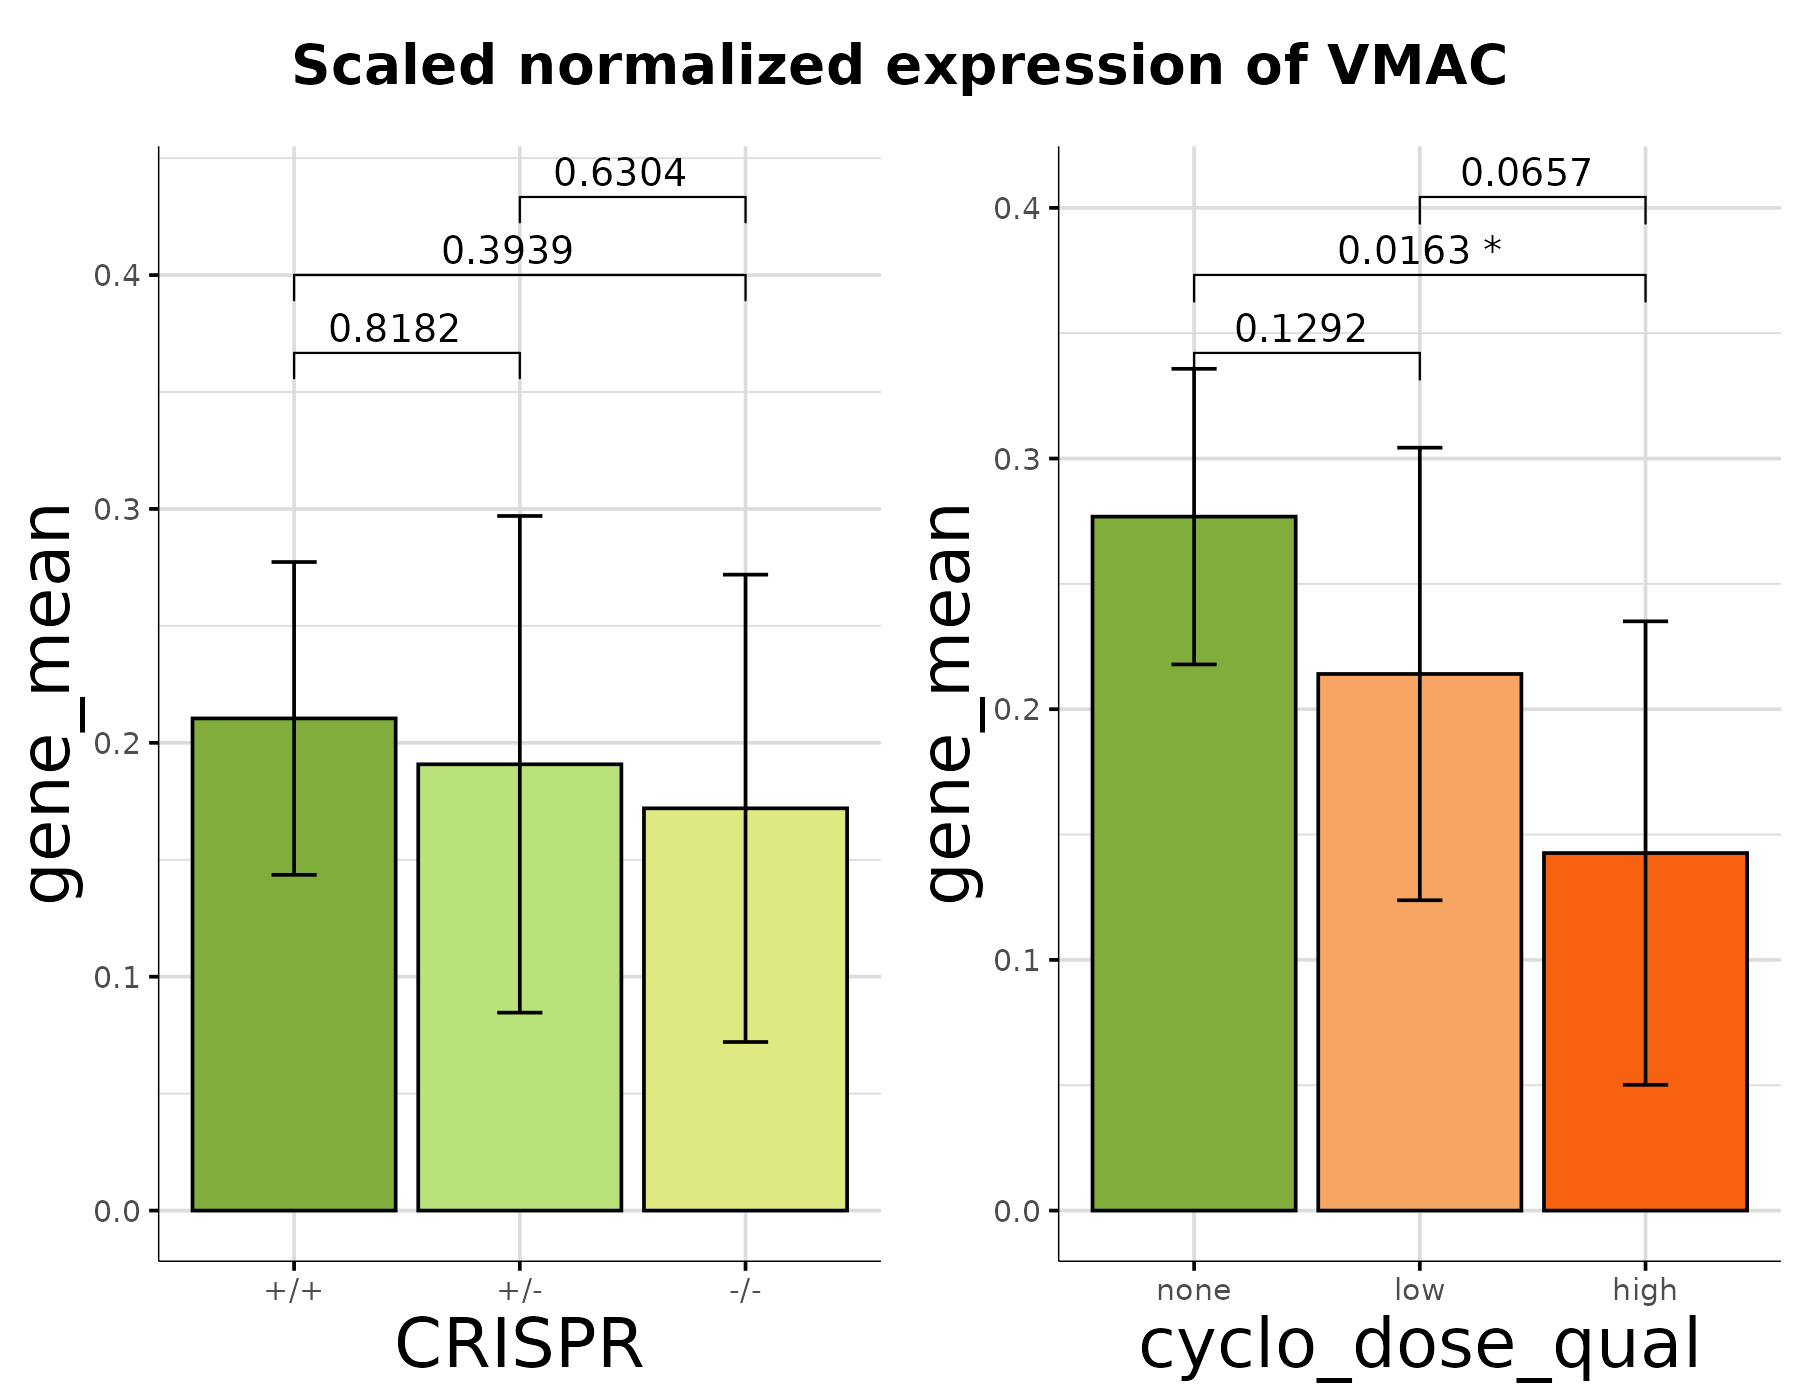 Scaled normalized expression of VMAC
gene_mean
0.4
0.3
0.2
0.1
0.0
0.6304
0.3939
0.8182
+/+
+/-
-/-
CRISPR
gene_mean
0.4
0.3
0.2
0.1
0.0
0.0657
0.0163 *
0.1292
none
low
high
cyclo_dose_qual